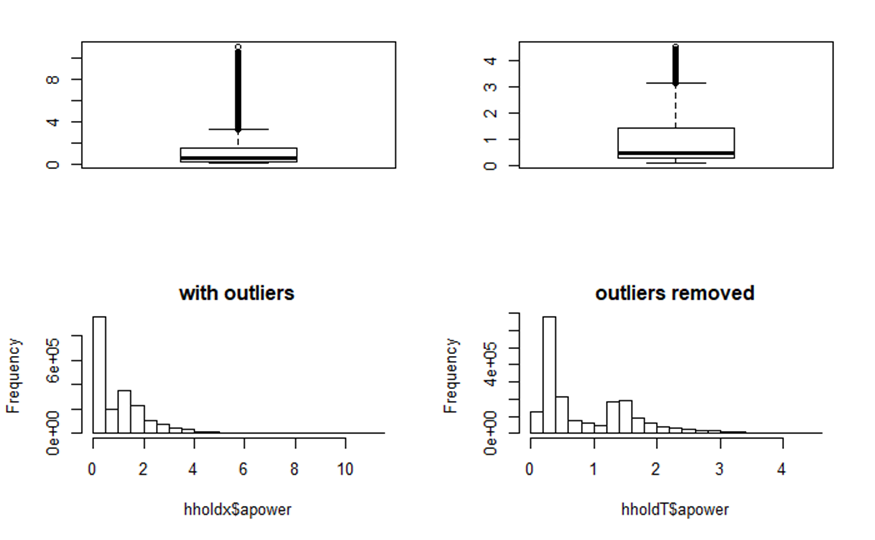 8
4
0
4
3
2
1
0
with outliers
outliers removed
Frequency
6e+05
0e+00
0 2 4 6 8 10
hholdx$apower
Frequency
4e+05
0e+00
0 1 2 3 4
hholdT$apower